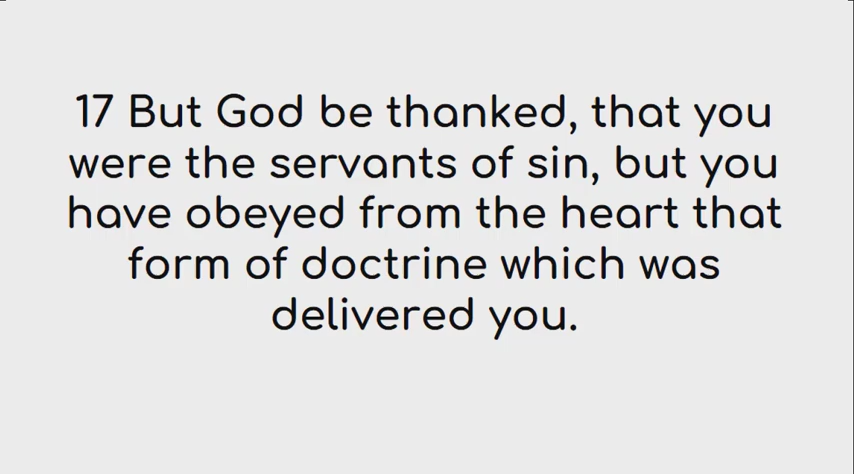 17 But God be thanked, that you
were the servants of sin, but you
have obeyed from the heart that
form of doctrine which was
delivered you.